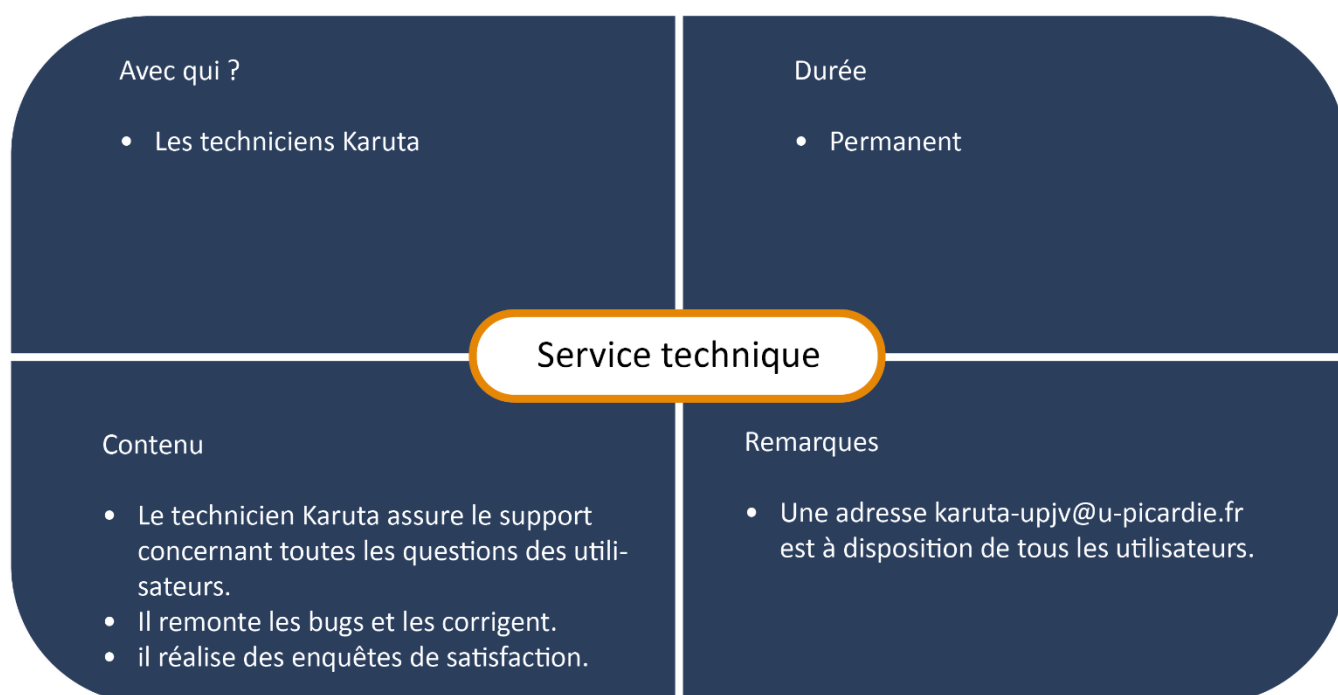 Avec qui ?
• Les techniciens Karuta
Durée
• Permanent
Service technique
Contenu
• Le technicien Karuta assure le support
concernant toutes les questions des utili-
sateurs.
• Il remonte les bugs et les corrigent.
• il réalise des enquêtes de satisfaction.
Remarques
• Une adresse karuta-upjv@u-picardie.fr
est à disposition de tous les utilisateurs.